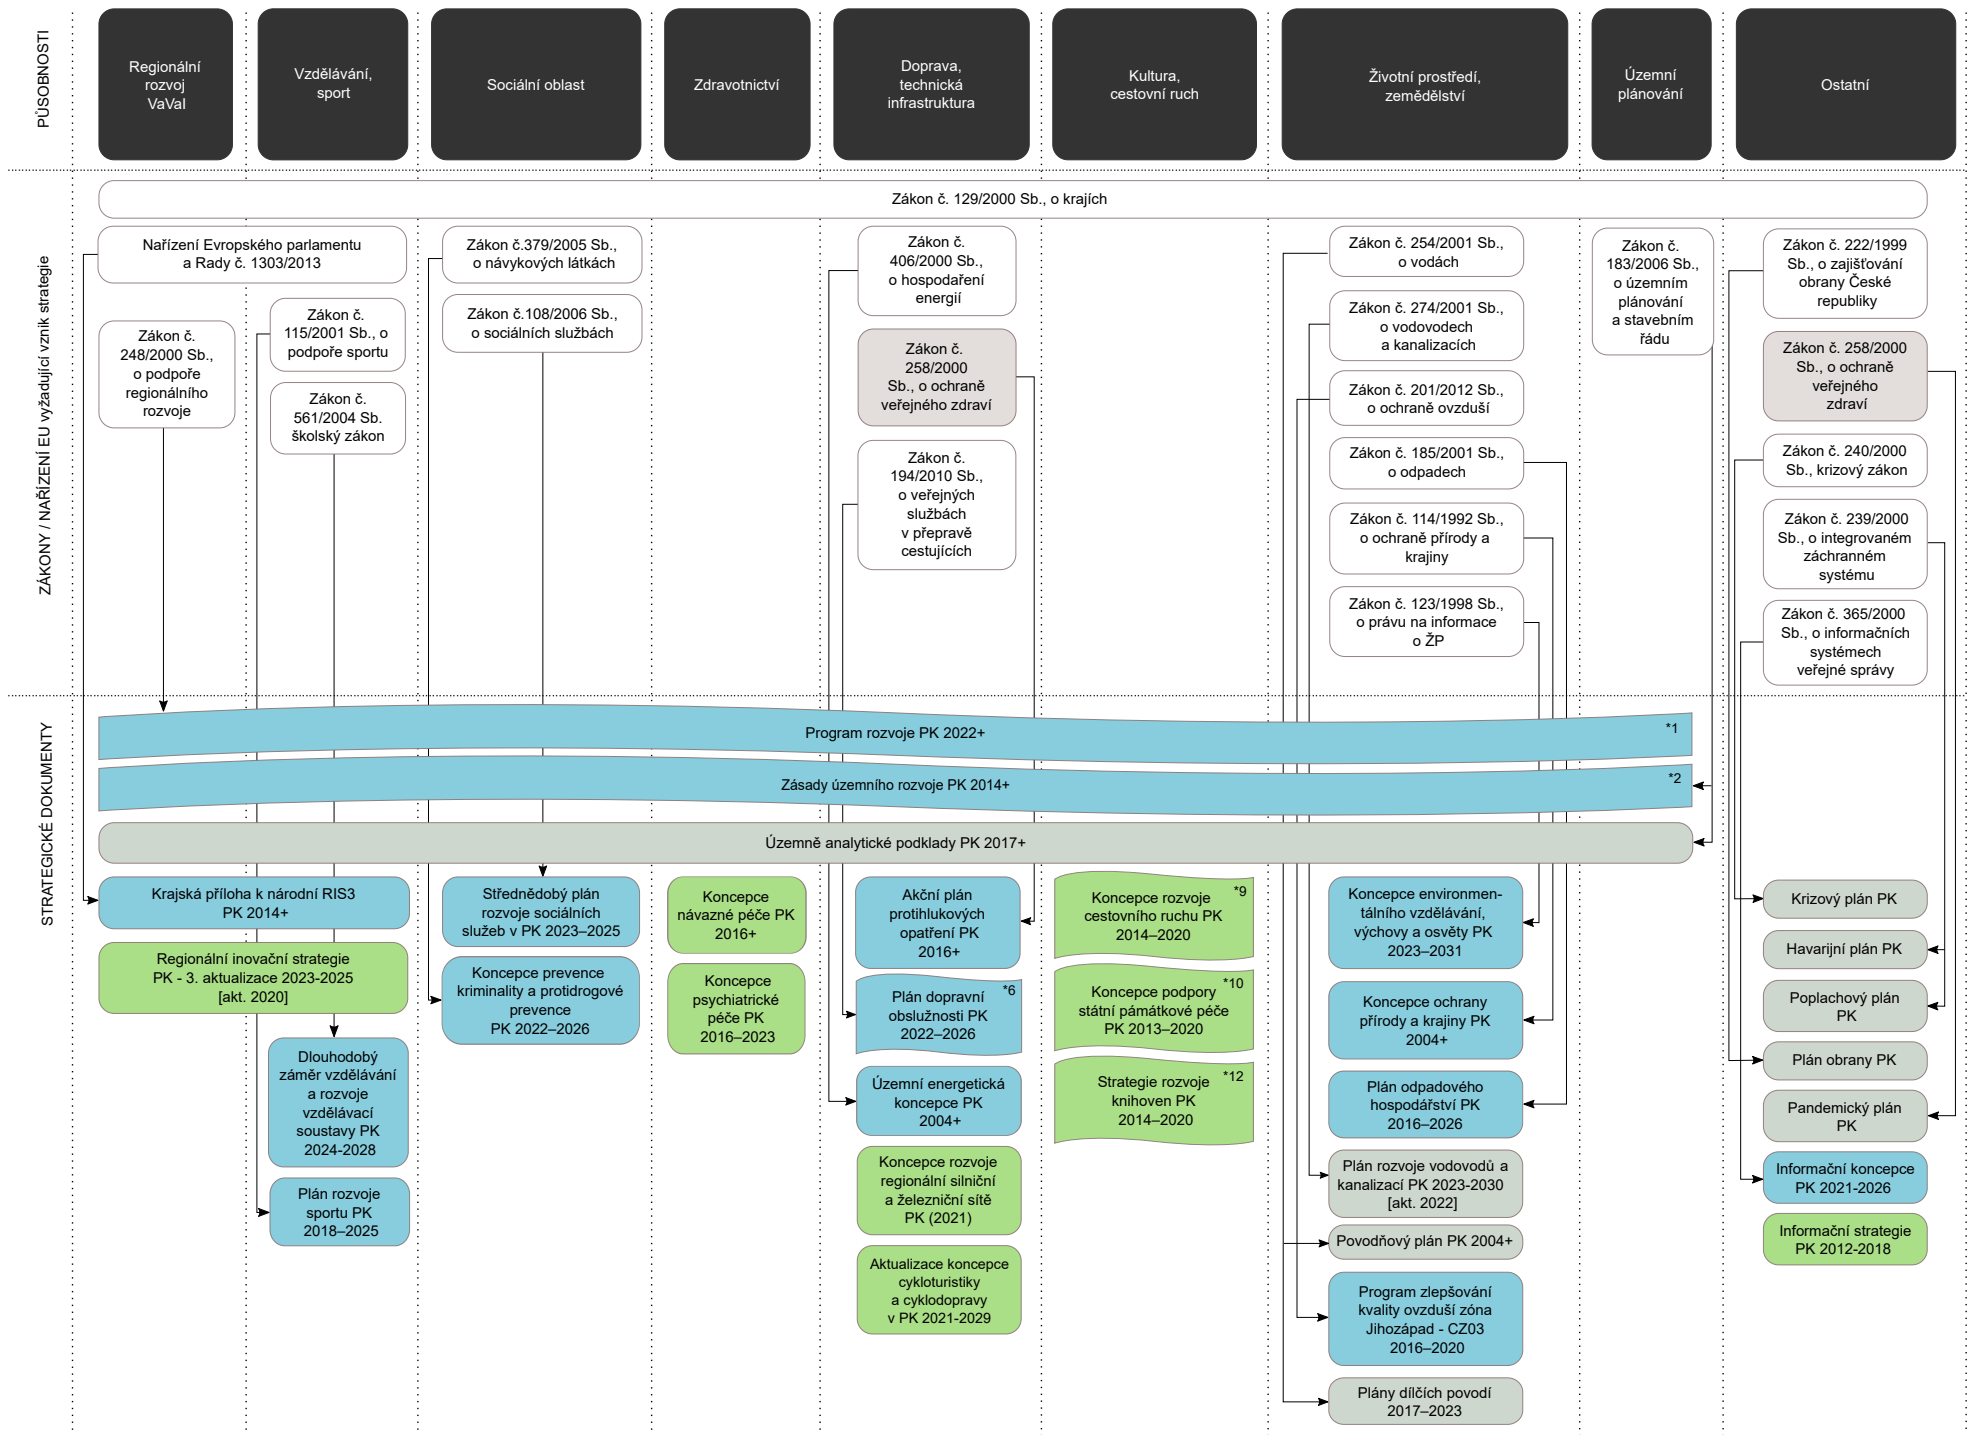 PŮSOBNOSTI
Regionální
rozvoj
VaVaI
Vzdělávání,
sport
Sociální oblast
Zdravotnictví
Doprava,
technická
infrastruktura
Kultura,
cestovní ruch
Životní prostředí,
zemědělství
Územní
plánování
Ostatní
ZÁKONY / NAŘÍZENÍ EU vyžadující vznik strategie
Zákon č. 129/2000 Sb., o krajích
Nařízení Evropského parlamentu
a Rady č. 1303/2013
Zákon č.
248/2000 Sb.,
o podpoře
regionálního
rozvoje
Zákon č.
115/2001 Sb., o
podpoře sportu
Zákon č.
561/2004 Sb.
školský zákon
Zákon č.379/2005 Sb.,
o návykových látkách
Zákon č.108/2006 Sb.,
o sociálních službách
Zákon č.
406/2000 Sb.,
o hospodaření
energií
Zákon č.
258/2000
Sb., o ochraně
veřejného zdraví
Zákon č.
194/2010 Sb.,
o veřejných
službách
v přepravě
cestujících
Zákon č. 254/2001 Sb.,
o vodách
Zákon č. 274/2001 Sb.,
o vodovodech
a kanalizacích
Zákon č. 201/2012 Sb.,
o ochraně ovzduší
Zákon č. 185/2001 Sb.,
o odpadech
Zákon č. 114/1992 Sb.,
o ochraně přírody a
krajiny
Zákon č. 123/1998 Sb.,
o právu na informace
o ŽP
Zákon č.
183/2006 Sb.,
o územním
plánování
a stavebním
řádu
Zákon č. 222/1999
Sb., o zajišťování
obrany České
republiky
Zákon č. 258/2000
Sb., o ochraně
veřejného
zdraví
Zákon č. 240/2000
Sb., krizový zákon
Zákon č. 239/2000
Sb., o integrovaném
záchranném
systému
Zákon č. 365/2000
Sb., o informačních
systémech
veřejné správy
STRATEGICKÉ DOKUMENTY
Program rozvoje PK 2022+
*1
Zásady územního rozvoje PK 2014+
*2
Územně analytické podklady PK 2017+
Krajská příloha k národní RIS3
PK 2014+
Regionální inovační strategie
PK - 3. aktualizace 2023-2025
[akt. 2020]
Dlouhodobý
záměr vzdělávání
a rozvoje
vzdělávací
soustavy PK
2024-2028
Plán rozvoje
sportu PK
2018–2025
Střednědobý plán
rozvoje sociálních
služeb v PK 2023–2025
Koncepce prevence
kriminality a protidrogové
prevence
PK 2022–2026
Koncepce
návazné péče PK
2016+
Koncepce
psychiatrické
péče PK
2016–2023
Akční plán
protihlukových
opatření PK
2016+
*6
Plán dopravní
obslužnosti PK
2022–2026
Územní energetická
koncepce PK
2004+
Koncepce rozvoje
regionální silniční
a železniční sítě
PK (2021)
Aktualizace koncepce
cykloturistiky
a cyklodopravy
v PK 2021-2029
*9
Koncepce rozvoje
cestovního ruchu PK
2014–2020
*10
Koncepce podpory
státní památkové péče
PK 2013–2020
*12
Strategie rozvoje
knihoven PK
2014–2020
Koncepce environmen-
tálního vzdělávání,
výchovy a osvěty PK
2023–2031
Koncepce ochrany
přírody a krajiny PK
2004+
Plán odpadového
hospodářství PK
2016–2026
Plán rozvoje vodovodů a
kanalizací PK 2023-2030
[akt. 2022]
Povodňový plán PK 2004+
Program zlepšování
kvality ovzduší zóna
Jihozápad - CZ03
2016–2020
Plány dílčích povodí
2017–2023
Krizový plán PK
Havarijní plán PK
Poplachový plán
PK
Plán obrany PK
Pandemický plán
PK
Informační koncepce
PK 2021-2026
Informační strategie
PK 2012-2018